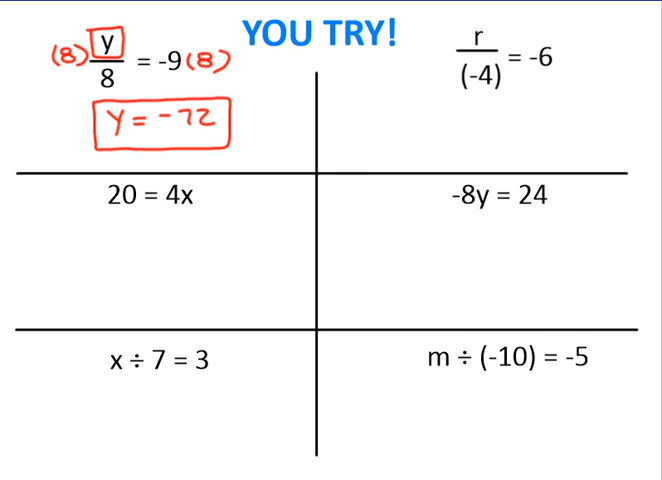 YOU TRY!
(8) y/8 = -9 (8)
y = -72
r/(-4) = -6
20 = 4x
-8y = 24
x ÷ 7 = 3
m ÷ (-10) = -5